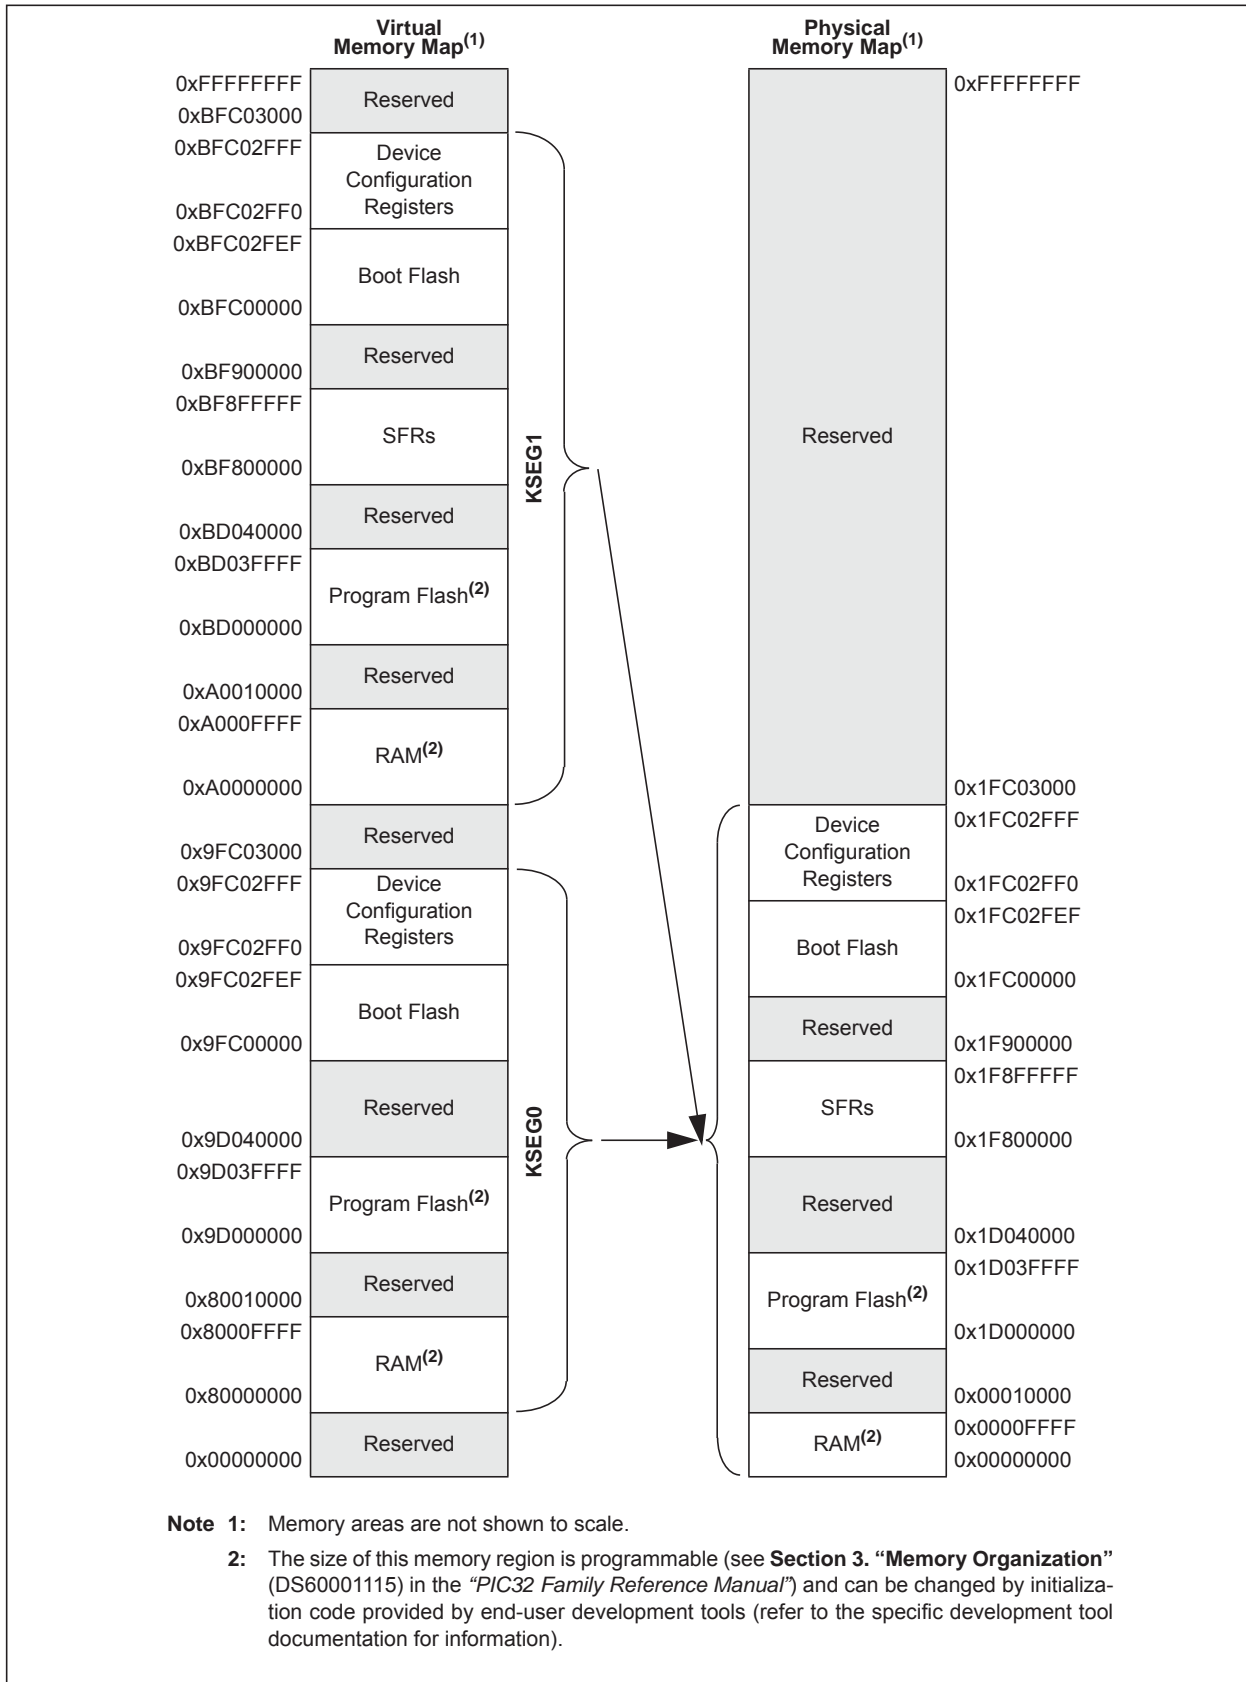 Virtual
Memory Map(1)
Physical
Memory Map(1)
0xFFFFFFFF
Reserved
0xBFC03000
0xBFC02FFF
Device
Configuration
Registers
0xBFC02FF0
0xBFC02FEF
Boot Flash
0xBFC00000
Reserved
0xBF900000
0xBF8FFFFF
SFRs
0xBF800000
Reserved
0xBD040000
0xBD03FFFF
Program Flash(2)
0xBD000000
Reserved
0xA0010000
0xA000FFFF
RAM(2)
0xA0000000
KSEG1
Reserved
0x9FC03000
0x9FC02FFF
Device
Configuration
Registers
0x9FC02FF0
0x9FC02FEF
Boot Flash
0x9FC00000
Reserved
0x9D040000
0x9D03FFFF
Program Flash(2)
0x9D000000
Reserved
0x80010000
0x8000FFFF
RAM(2)
0x80000000
KSEG0
Reserved
0x00000000
0xFFFFFFFF
Reserved
0x1FC03000
0x1FC02FFF
Device
Configuration
Registers
0x1FC02FF0
0x1FC02FEF
Boot Flash
0x1FC00000
Reserved
0x1F900000
0x1F8FFFFF
SFRs
0x1F800000
Reserved
0x1D040000
0x1D03FFFF
Program Flash(2)
0x1D000000
Reserved
0x00010000
0x0000FFFF
RAM(2)
0x00000000
Note 1: Memory areas are not shown to scale.
2: The size of this memory region is programmable (see Section 3. “Memory Organization”
(DS60001115) in the “PIC32 Family Reference Manual”) and can be changed by initializa-
tion code provided by end-user development tools (refer to the specific development tool
documentation for information).